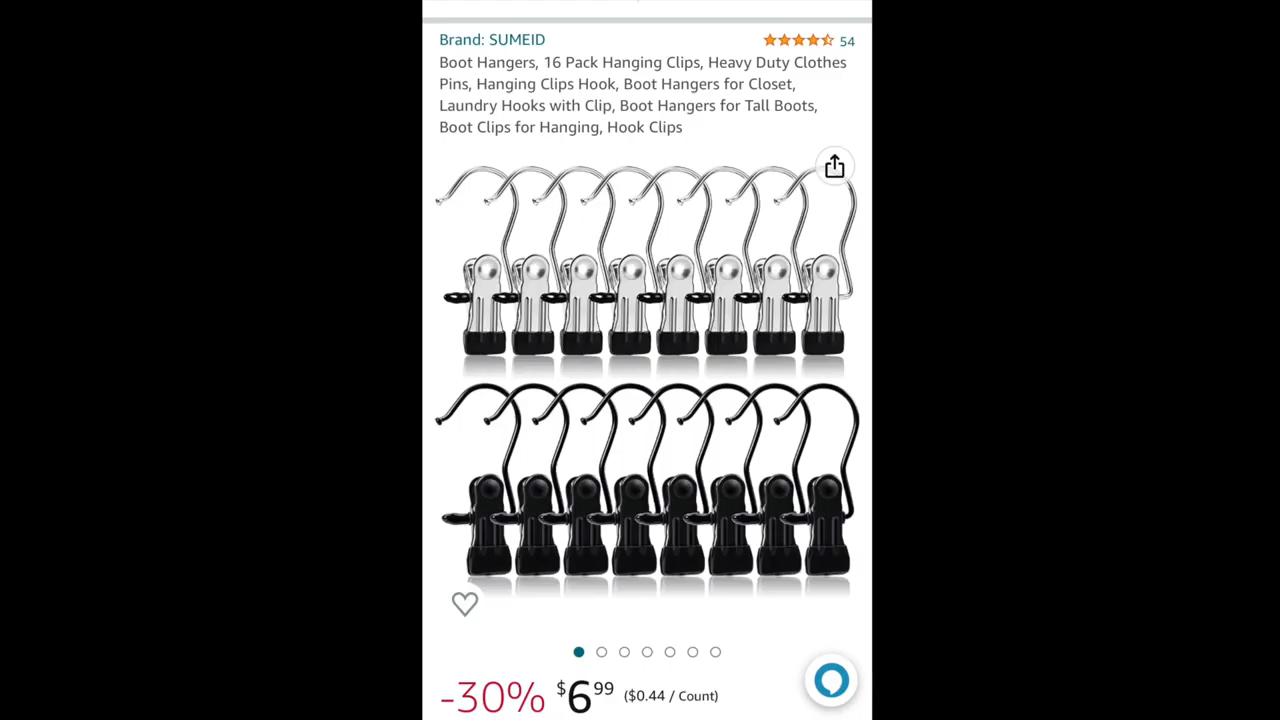 Brand: SUMEID 54
Boot Hangers, 16 Pack Hanging Clips, Heavy Duty Clothes
Pins, Hanging Clips Hook, Boot Hangers for Closet,
Laundry Hooks with Clip, Boot Hangers for Tall Boots,
Boot Clips for Hanging, Hook Clips
-30% $6.99 ($0.44 / Count)